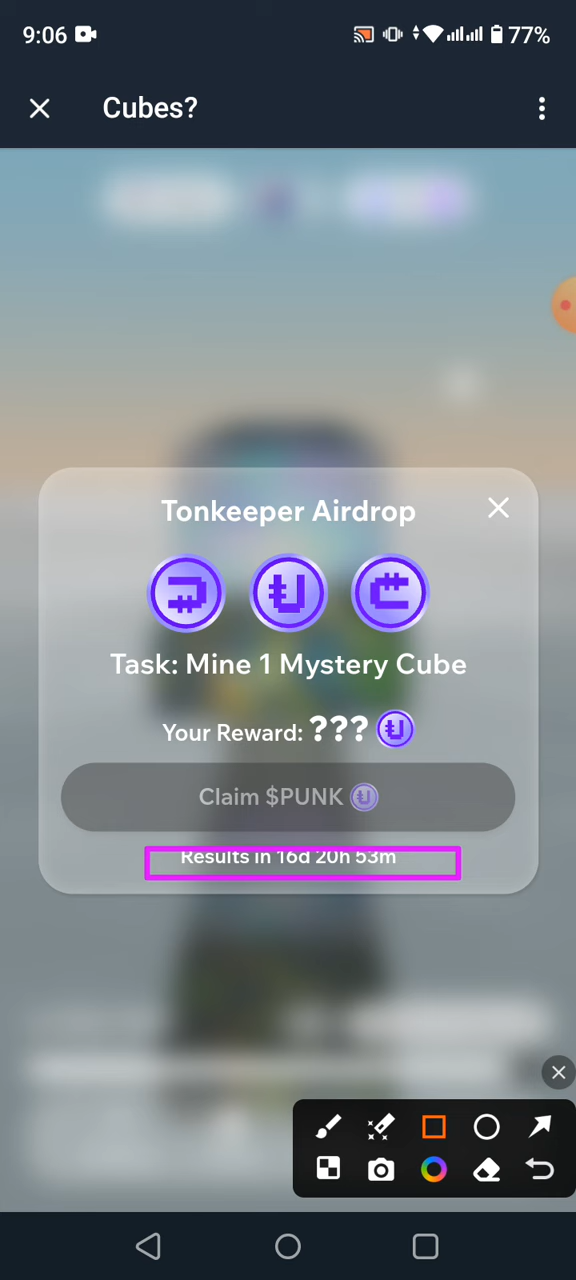 9:06
77%
Cubes?
Tonkeeper Airdrop
Task: Mine 1 Mystery Cube
Your Reward: ???
Claim $PUNK
Results in 16d 20h 53m